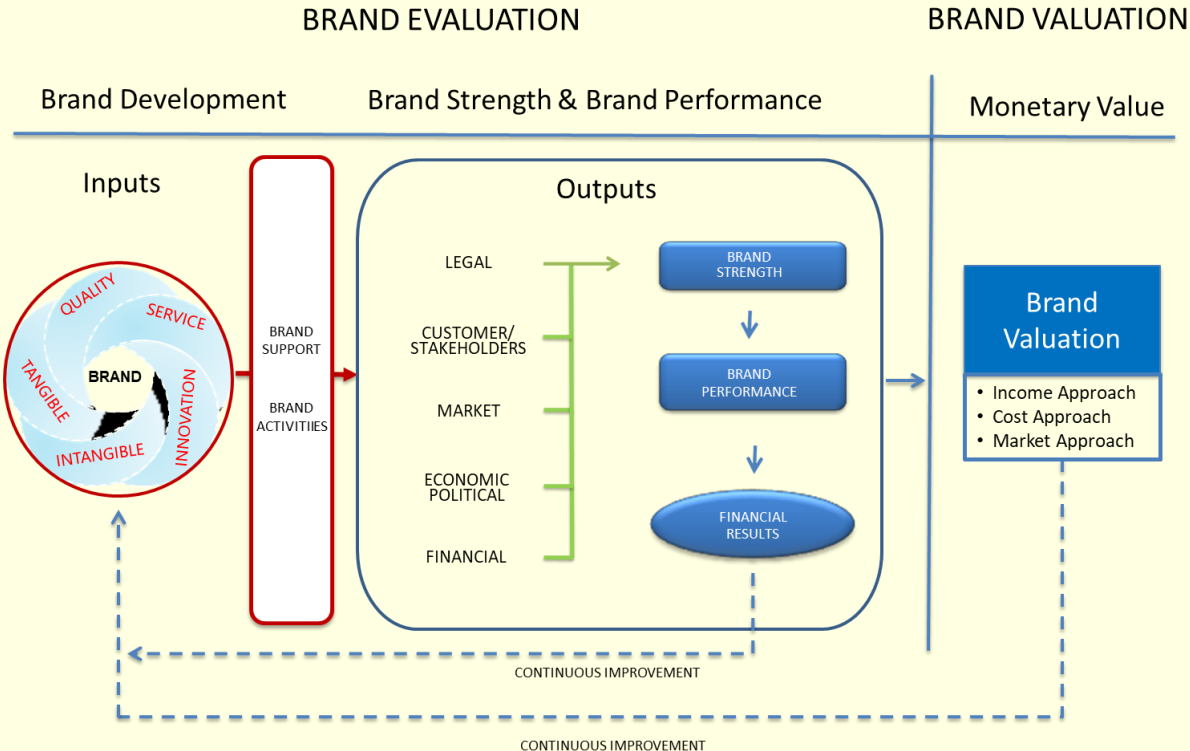 BRAND EVALUATION
BRAND VALUATION
Brand Development
Brand Strength & Brand Performance
Monetary Value
Inputs
QUALITY
SERVICE
TANGIBLE
BRAND
INNOVATION
INTANGIBLE
BRAND
SUPPORT
BRAND
ACTIVITIIES
Outputs
LEGAL
CUSTOMER/
STAKEHOLDERS
MARKET
ECONOMIC
POLITICAL
FINANCIAL
BRAND
STRENGTH
BRAND
PERFORMANCE
FINANCIAL
RESULTS
Brand
Valuation
• Income Approach
• Cost Approach
• Market Approach
CONTINUOUS IMPROVEMENT
CONTINUOUS IMPROVEMENT